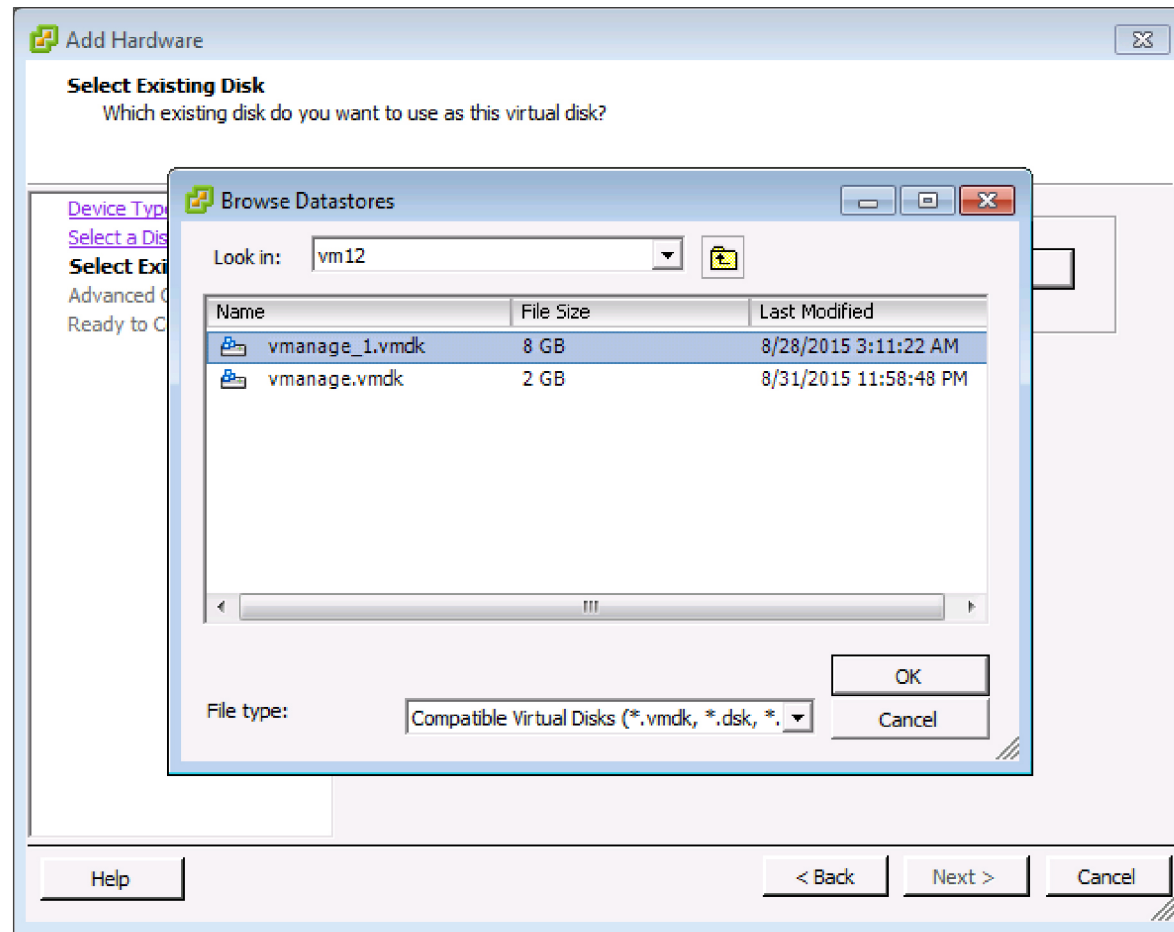 Add Hardware
Select Existing Disk
Which existing disk do you want to use as this virtual disk?
Browse Datastores
Device Type
Select a Dis
Select Exi
Advanced
Ready to C
Look in: vm12
Name File Size Last Modified
vmanage_1.vmdk 8 GB 8/28/2015 3:11:22 AM
vmanage.vmdk 2 GB 8/31/2015 11:58:48 PM
OK
File type: Compatible Virtual Disks (*.vmdk, *.dsk, *.
Cancel
Help < Back Next > Cancel